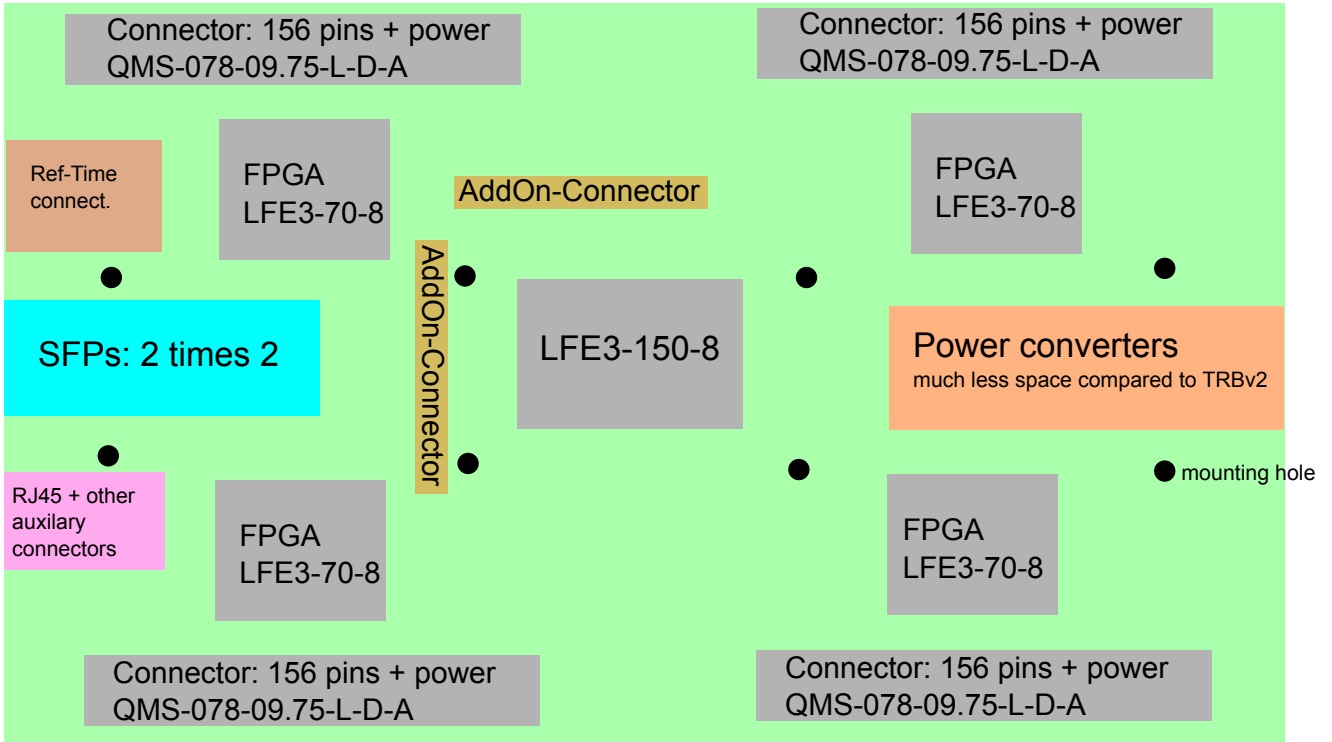 Connector: 156 pins + power
QMS-078-09.75-L-D-A
Connector: 156 pins + power
QMS-078-09.75-L-D-A
Ref-Time
connect.
FPGA
LFE3-70-8
AddOn-Connector
FPGA
LFE3-70-8
AddOn-Connector
SFPs: 2 times 2
LFE3-150-8
Power converters
much less space compared to TRBv2
mounting hole
RJ45 + other
auxilary
connectors
FPGA
LFE3-70-8
FPGA
LFE3-70-8
Connector: 156 pins + power
QMS-078-09.75-L-D-A
Connector: 156 pins + power
QMS-078-09.75-L-D-A